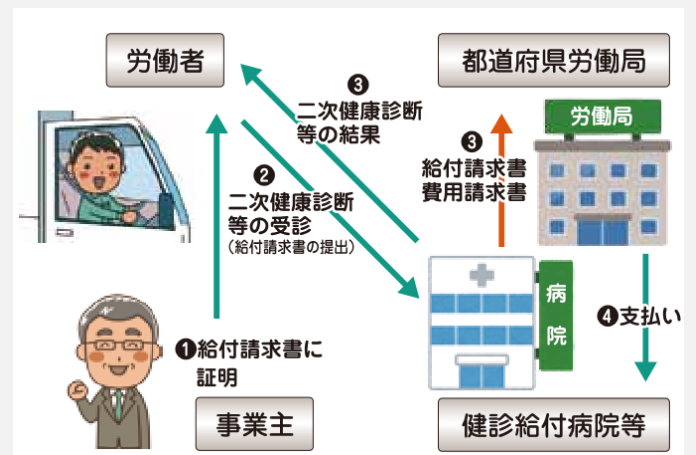 労働者
都道府県労働局
❸
二次健康診断
等の結果
労働局
❸
給付請求書
費用請求書
❷
二次健康診断
等の受診
（給付請求書の提出）
病
院
❹支払い
❶給付請求書に
証明
事業主
健診給付病院等